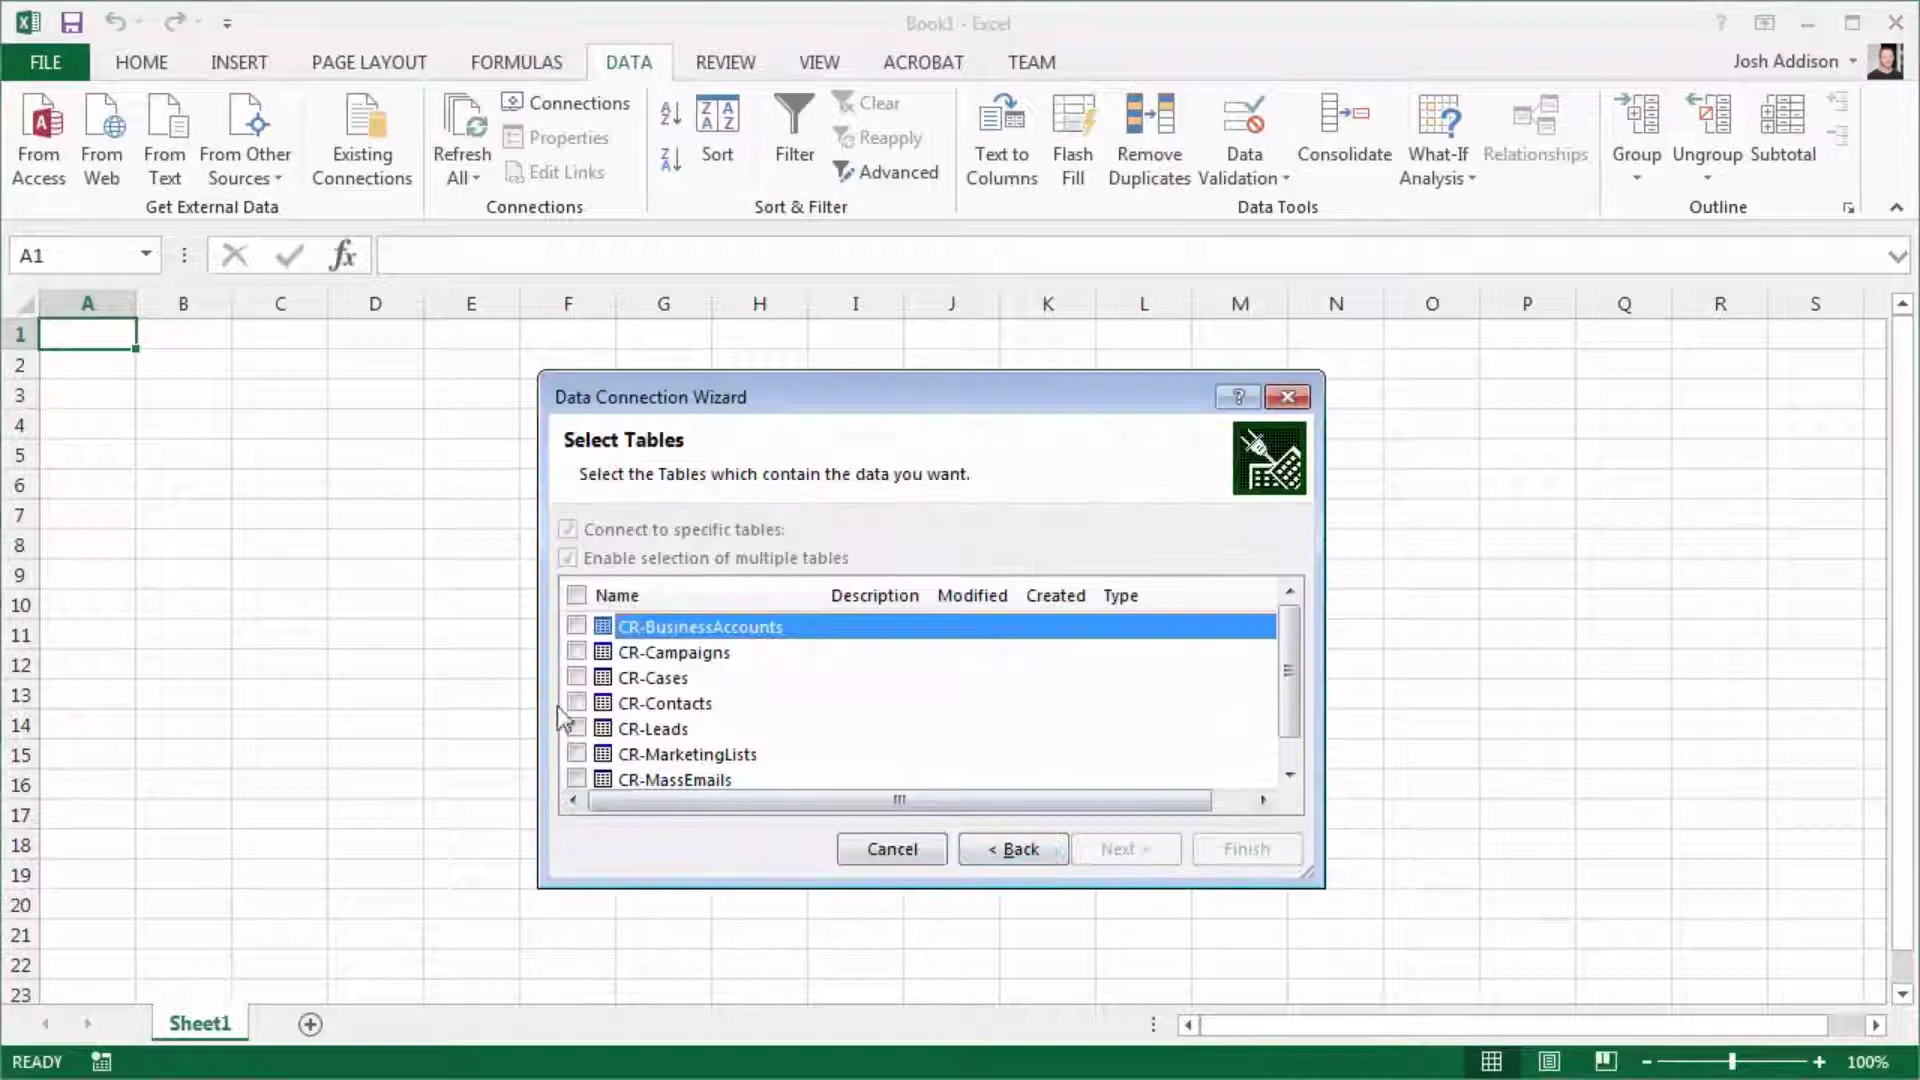 Book1 - Excel
FILE HOME INSERT PAGE LAYOUT FORMULAS DATA REVIEW VIEW ACROBAT TEAM Josh Addison
From Access
From Web
From Text
From Other Sources
Existing Connections
Get External Data
Refresh All
Connections
Properties
Edit Links
Connections
Sort
Filter
Clear
Reapply
Advanced
Sort & Filter
Text to Columns
Flash Fill
Remove Duplicates
Data Validation
Consolidate
What-If Analysis
Relationships
Data Tools
Group
Ungroup
Subtotal
Outline
A1
fx
A B C D E F G H I J K L M N O P Q R S
1
2
3
4
5
6
7
8
9
10
11
12
13
14
15
16
17
18
19
20
21
22
23
Data Connection Wizard
Select Tables
Select the Tables which contain the data you want.
Connect to specific tables:
Enable selection of multiple tables
Name Description Modified Created Type
CR-BusinessAccounts
CR-Campaigns
CR-Cases
CR-Contacts
CR-Leads
CR-MarketingLists
CR-MassEmails
Cancel < Back Next > Finish
Sheet1
READY 100%